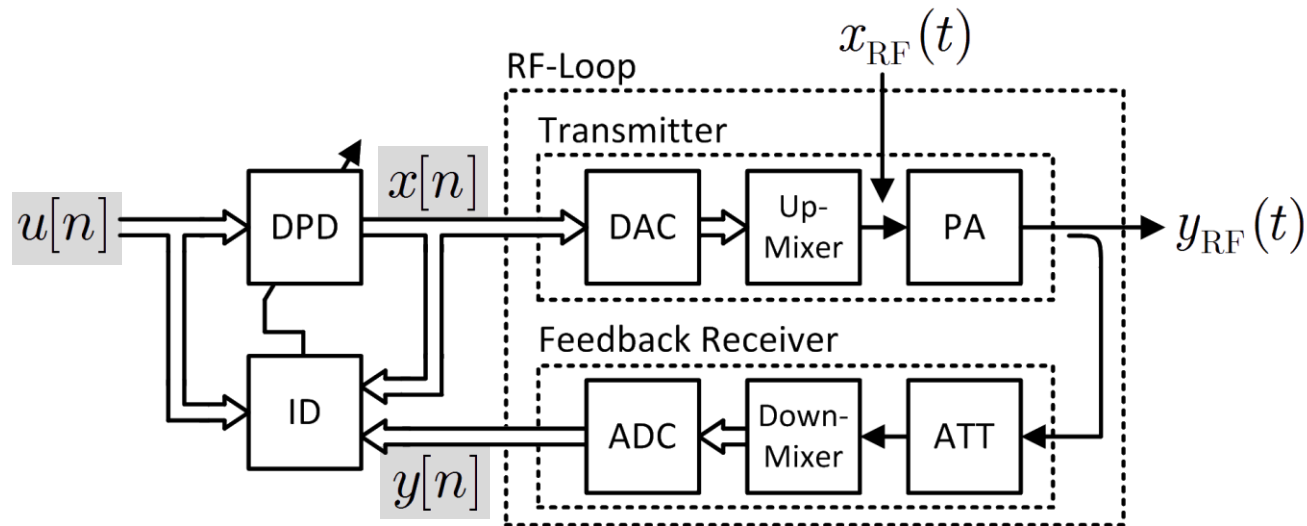 x_RF(t)
RF-Loop
Transmitter
u[n]
DPD
x[n]
DAC
Up-
Mixer
PA
y_RF(t)
Feedback Receiver
ID
y[n]
ADC
Down-
Mixer
ATT